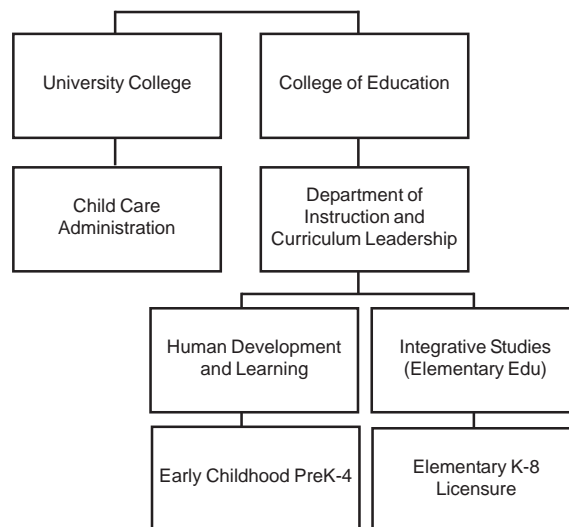 University College
College of Education
Child Care
Administration
Department of
Instruction and
Curriculum Leadership
Human Development
and Learning
Integrative Studies
(Elementary Edu)
Early Childhood PreK-4
Elementary K-8
Licensure